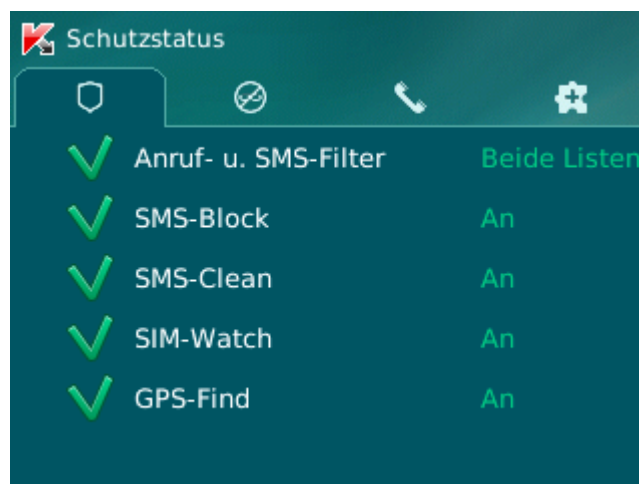 Schutzstatus
Anruf- u. SMS-Filter Beide Listen
SMS-Block An
SMS-Clean An
SIM-Watch An
GPS-Find An